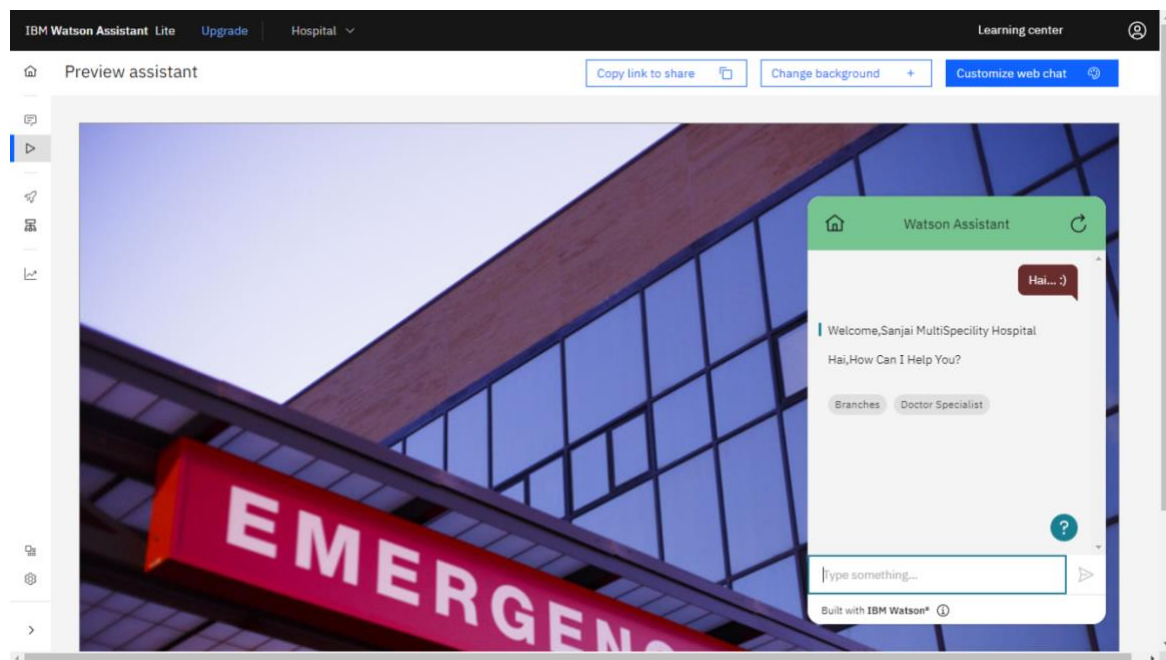 IBM Watson Assistant Lite Upgrade Hospital Learning center
Preview assistant Copy link to share Change background + Customize web chat
Watson Assistant
Hai... :)
Welcome,Sanjai MultiSpecility Hospital
Hai,How Can I Help You?
Branches Doctor Specialist
?
EMERGENC
Type something...
Built with IBM Watson®